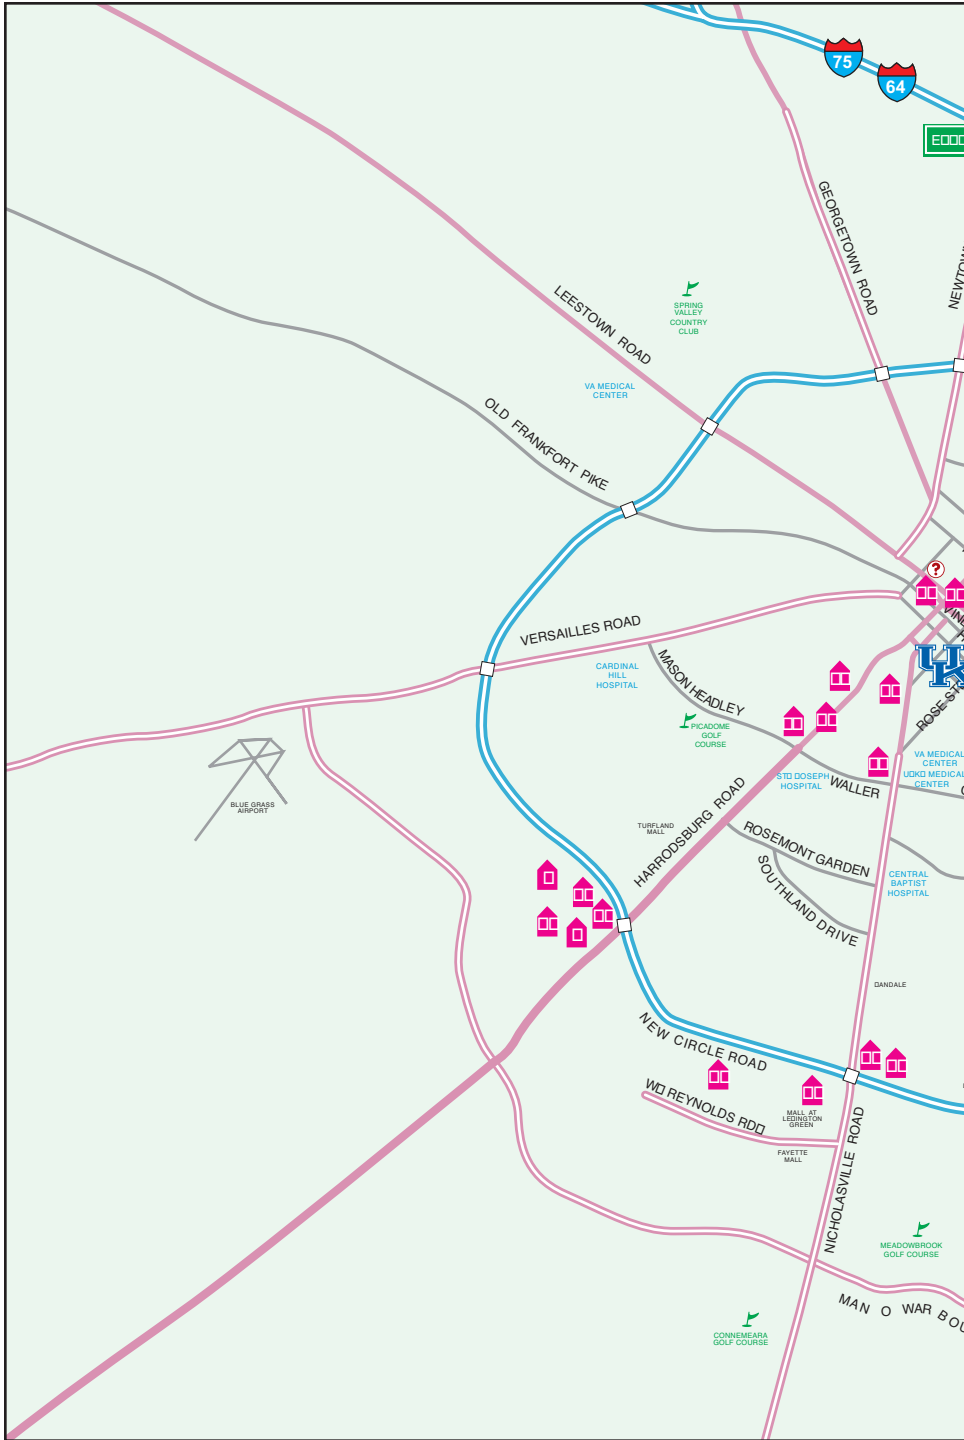 75
64
GEORGETOWN ROAD
LEESTOWN ROAD
SPRING
VALLEY
COUNTRY
CLUB
VA MEDICAL
CENTER
OLD FRANKFORT PIKE
?
VERSAILLES ROAD
CARDINAL
HILL
HOSPITAL
MASON HEADLEY
UK
PICADOME
GOLF
COURSE
HOSPITAL
WALLER
VA MEDICAL
CENTER
MEDICAL
CENTER
BLUE GRASS
AIRPORT
TURFLAND
MALL
HARRODSBURG ROAD
ROSEMONT GARDEN
SOUTHLAND DRIVE
CENTRAL
BAPTIST
HOSPITAL
NEW CIRCLE ROAD
REYNOLDS
MALL AT
GREEN
FAYETTE
MALL
NICHOLASVILLE ROAD
MEADOWBROOK
GOLF COURSE
MAN O WAR
CONNEMEARA
GOLF COURSE